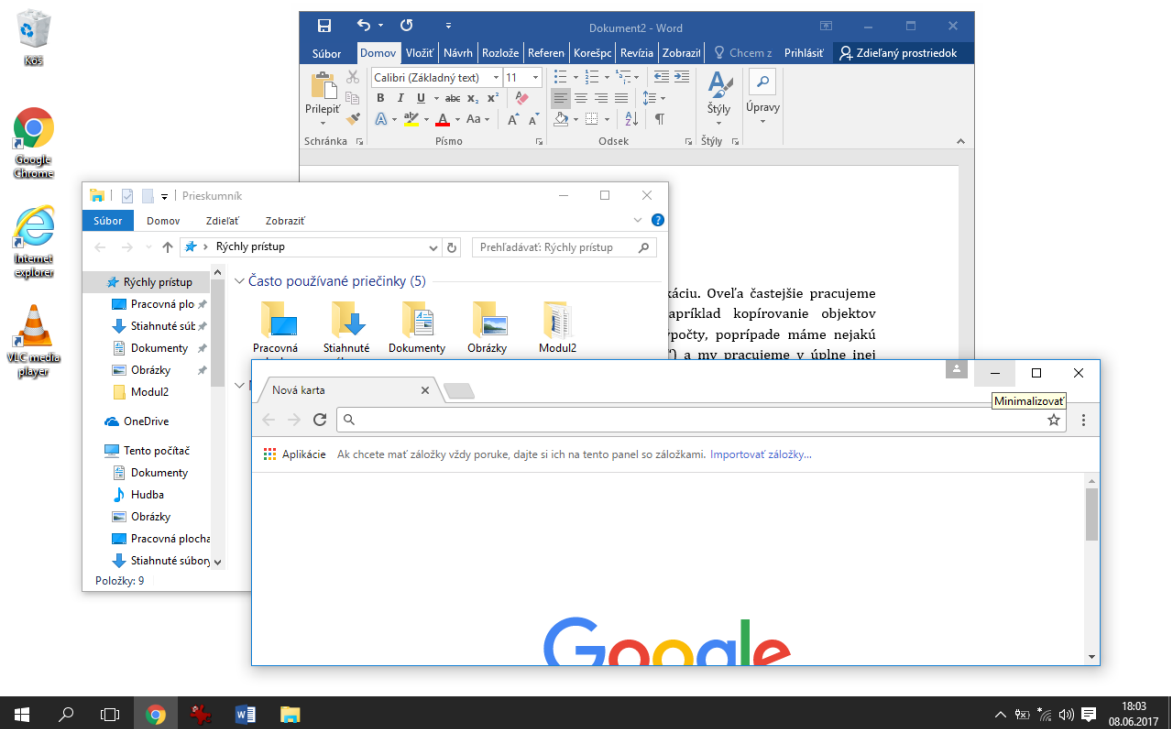 Kôš
Google
Chrome
Internet
explorer
VLC media
player
Dokument2 - Word
Súbor
Domov
Vložiť
Návrh
Rozlože
Referen
Korešpc
Revízia
Zobraziť
Chcem z
Prihlásiť
Zdieľaný prostriedok
Prilepiť
Calibri (Základný text)
11
B I U abc X₂ X²
A ab A Aa A A
Štýly
Úpravy
Schránka
Písmo
Odsek
Štýly
káciu. Oveľa častejšie pracujeme
apríklad kopírovanie objektov
počty, poprípade máme nejakú
) a my pracujeme v úplne inej
Prieskumník
Súbor
Domov
Zdieľať
Zobraziť
Rýchly prístup
Prehľadávať: Rýchly prístup
Rýchly prístup
Pracovná plo
Stiahnuté súb
Dokumenty
Obrázky
Modul2
OneDrive
Tento počítač
Dokumenty
Hudba
Obrázky
Pracovná plocha
Stiahnuté súbory
Položky: 9
Často používané priečinky (5)
Pracovná
Stiahnuté
Dokumenty
Obrázky
Modul2
Nová karta
Minimalizovať
Aplikácie
Ak chcete mať záložky vždy poruke, dajte si ich na tento panel so záložkami. Importovať záložky...
Google
18:03
08.06.2017